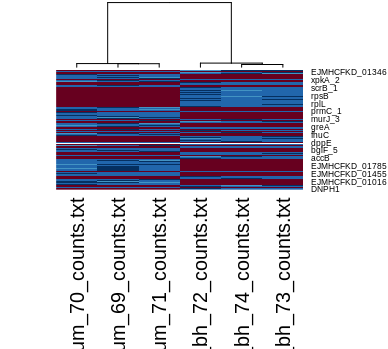 EJMHCFKD_01346
xpkA_2
scrB_1
rpsB
rplL
prmC_1
murJ_3
greA
fhuC
dppE
bglF_5
accB
EJMHCFKD_01785
EJMHCFKD_01455
EJMHCFKD_01016
DNPH1
um_70_counts.txt
um_69_counts.txt
um_71_counts.txt
bh_72_counts.txt
bh_74_counts.txt
bh_73_counts.txt